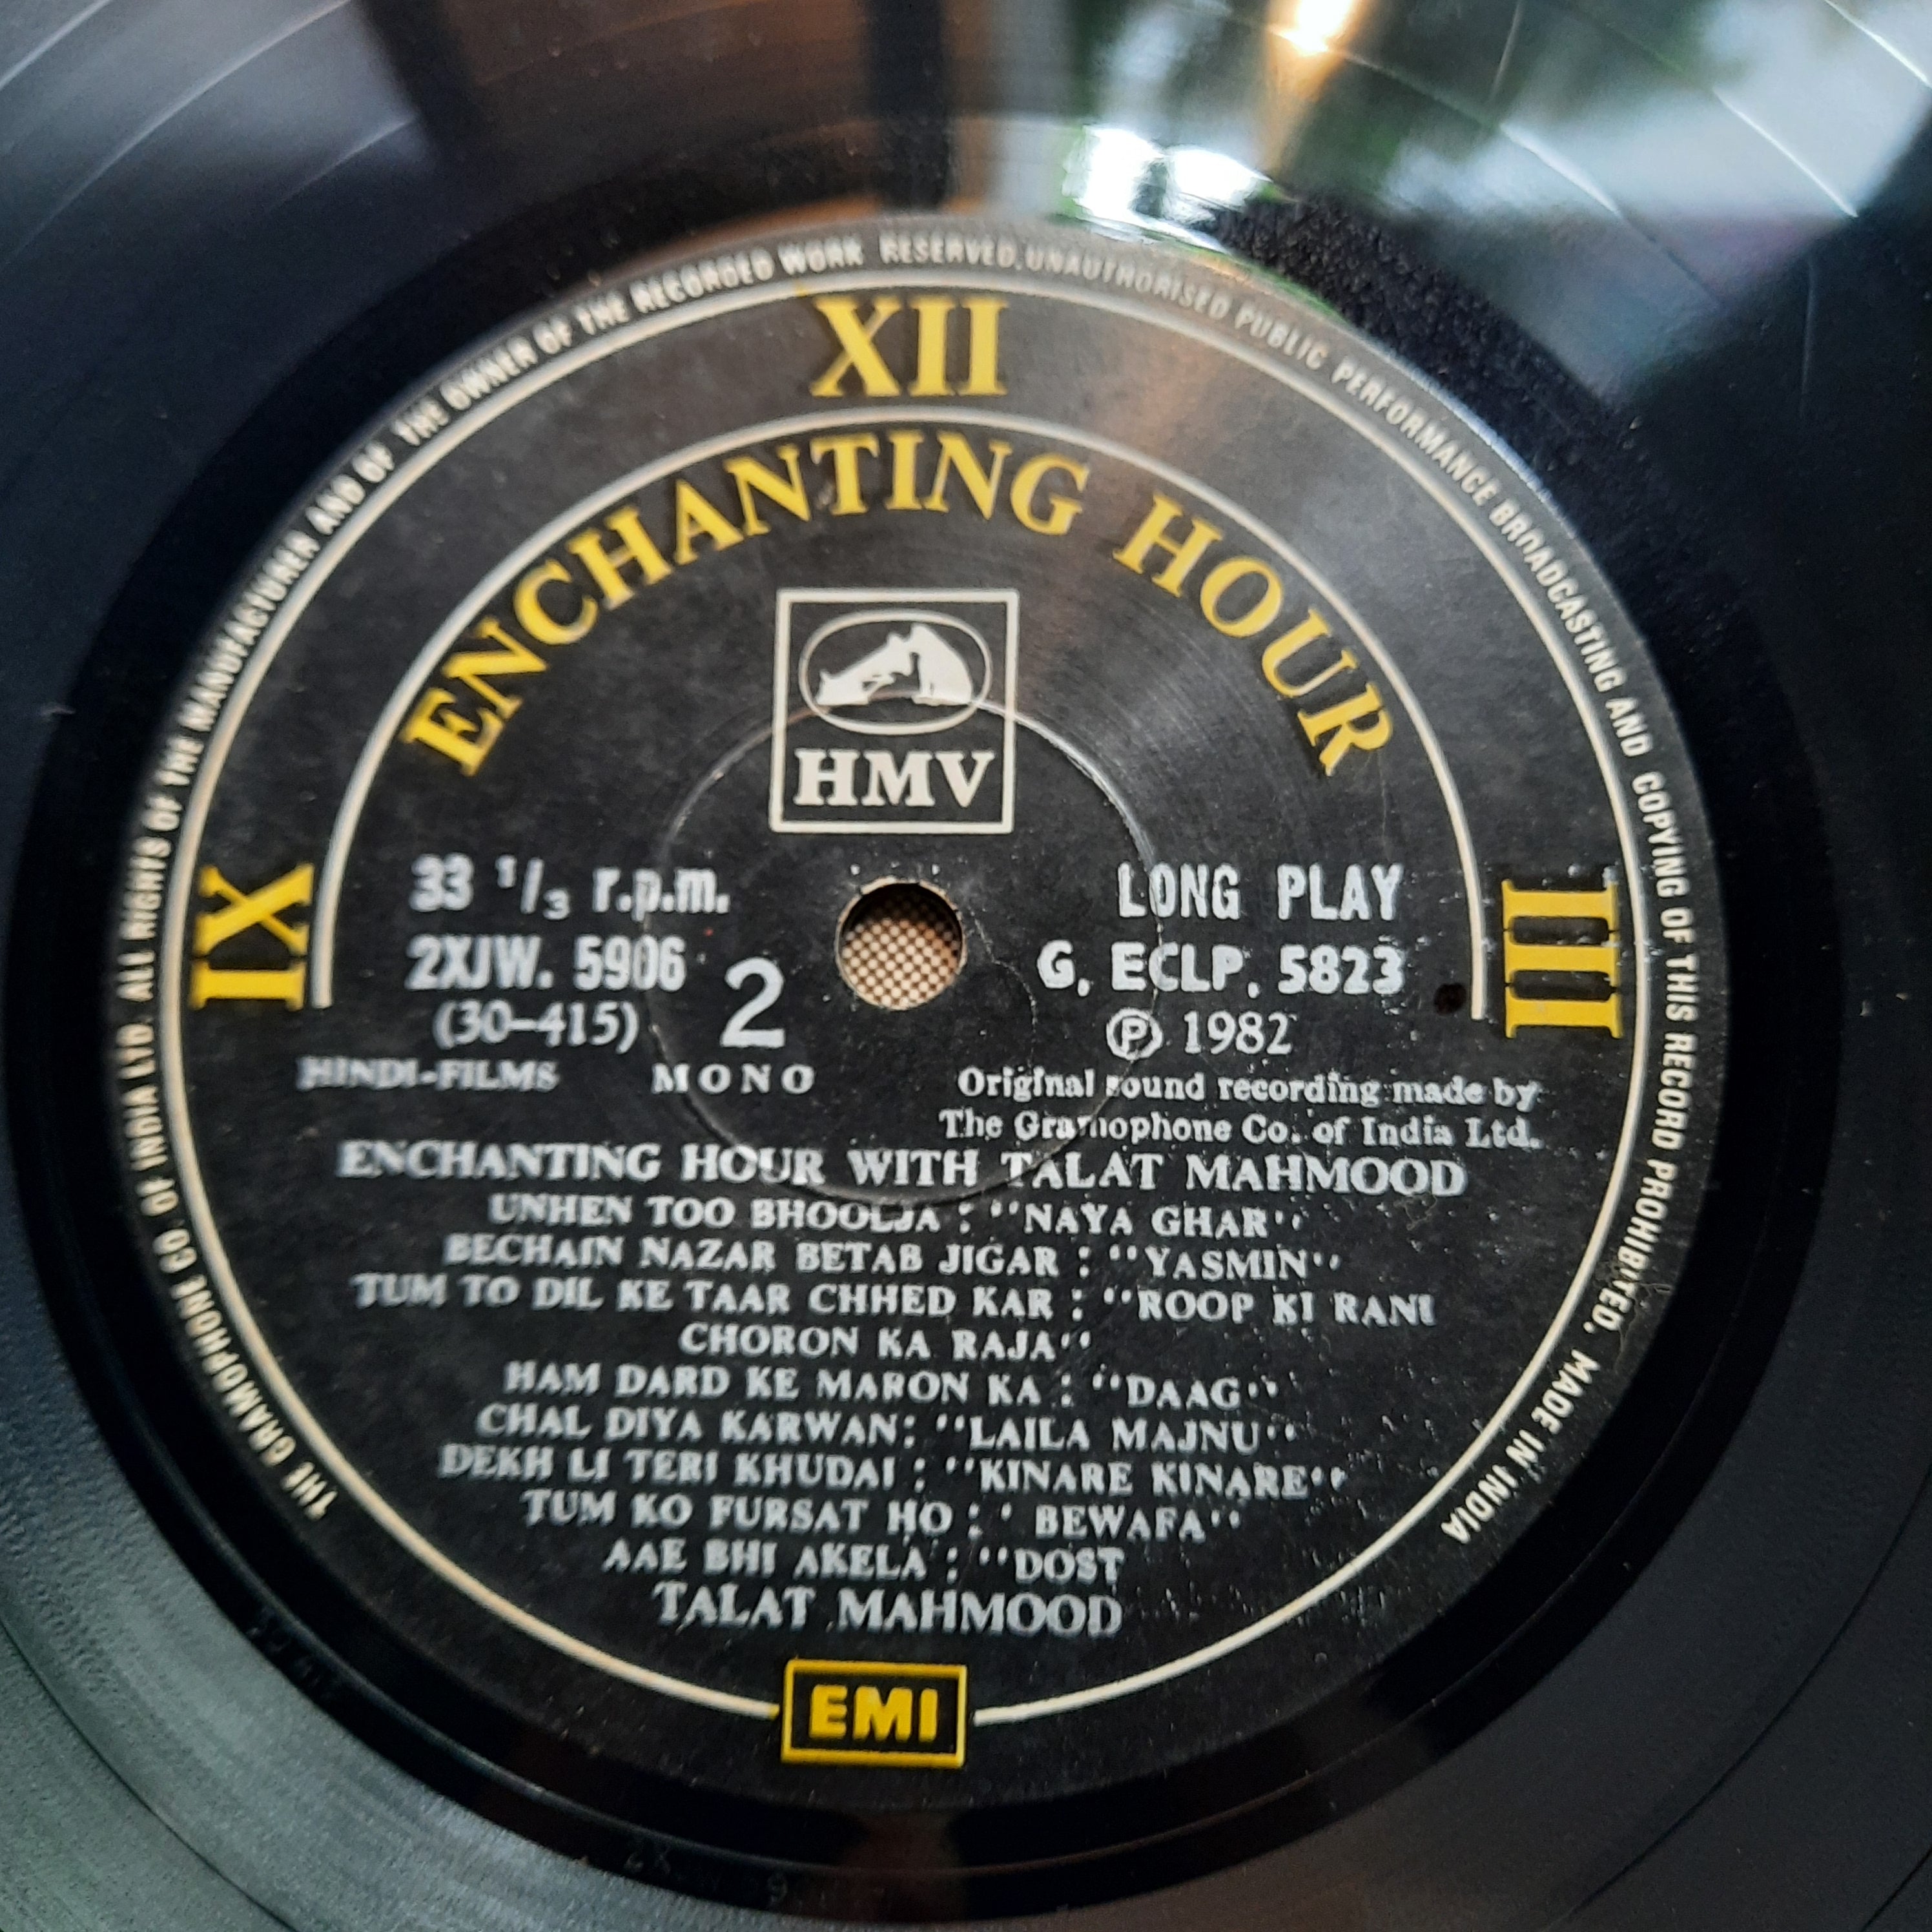 THE GRAMOPHONE CO. OF INDIA LTD. ALL RIGHTS OF THE MANUFACTURER AND OF THE OWNER OF THE RECORDED WORK RESERVED. UNAUTHORISED PUBLIC PERFORMANCE BROADCASTING AND COPYING OF THIS RECORD PROHIBITED. MADE IN INDIA
XII
ENCHANTING HOUR
HMV
IX
III
33 1/3 r.p.m.
LONG PLAY
2XJW. 5906
G. ECLP. 5823
(30-415)
2
℗ 1982
HINDI-FILMS MONO
Original sound recording made by
The Gramophone Co. of India Ltd.
ENCHANTING HOUR WITH TALAT MAHMOOD
UNHEN TOO BHOOLJA : "NAYA GHAR"
BECHAIN NAZAR BETAB JIGAR : "YASMIN"
TUM TO DIL KE TAAR CHHED KAR : "ROOP KI RANI
CHORON KA RAJA"
HAM DARD KE MARON KA : "DAAG"
CHAL DIYA KARWAN: "LAILA MAJNU"
DEKH LI TERI KHUDAI : "KINARE KINARE"
TUM KO FURSAT HO : ' BEWAFA"
AAE BHI AKELA : "DOST
TALAT MAHMOOD
EMI